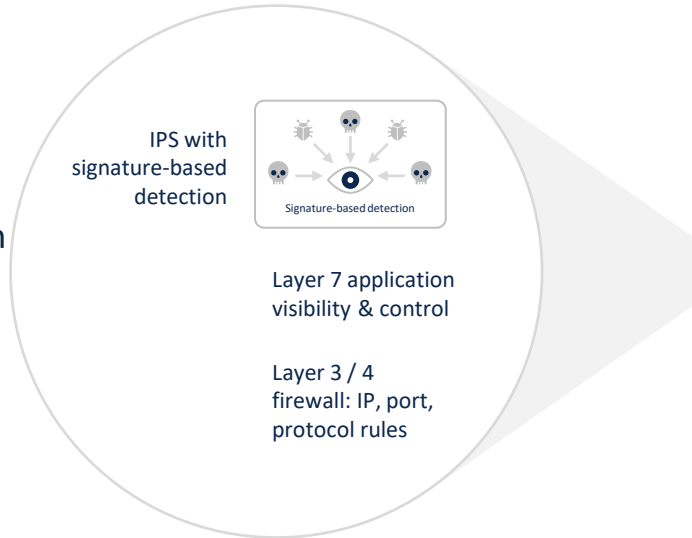 IPS with
signature-based
detection
Signature-based detection
Layer 7 application
visibility & control
Layer 3 / 4
firewall: IP, port,
protocol rules